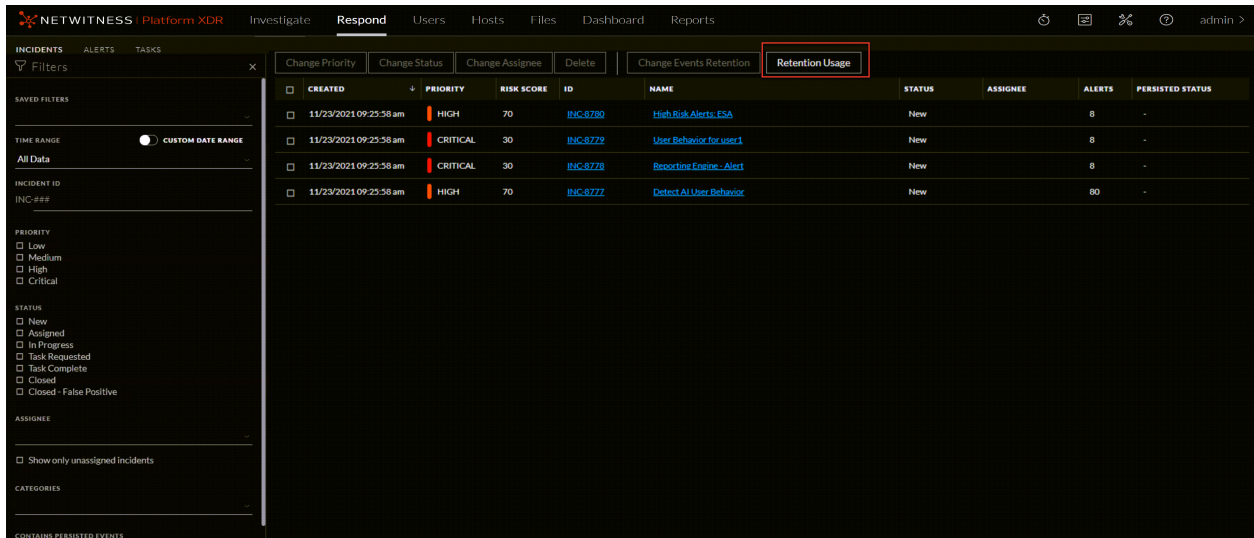 NETWITNESS | Platform XDR Investigate Respond Users Hosts Files Dashboard Reports admin >
INCIDENTS ALERTS TASKS
Filters ×
SAVED FILTERS
TIME RANGE CUSTOM DATE RANGE
All Data
INCIDENT ID
INC-###
PRIORITY
Low
Medium
High
Critical
STATUS
New
Assigned
In Progress
Task Requested
Task Complete
Closed
Closed - False Positive
ASSIGNEE
Show only unassigned incidents
CATEGORIES
CONTAINS PERSISTED EVENTS
Change Priority Change Status Change Assignee Delete Change Events Retention Retention Usage
CREATED ↓ PRIORITY RISK SCORE ID NAME STATUS ASSIGNEE ALERTS PERSISTED STATUS
11/23/2021 09:25:58 am HIGH 70 INC-8780 High Risk Alerts: ESA New 8 -
11/23/2021 09:25:58 am CRITICAL 30 INC-8779 User Behavior for user1 New 8 -
11/23/2021 09:25:58 am CRITICAL 30 INC-8778 Reporting Engine - Alert New 8 -
11/23/2021 09:25:58 am HIGH 70 INC-8777 Detect AI User Behavior New 80 -